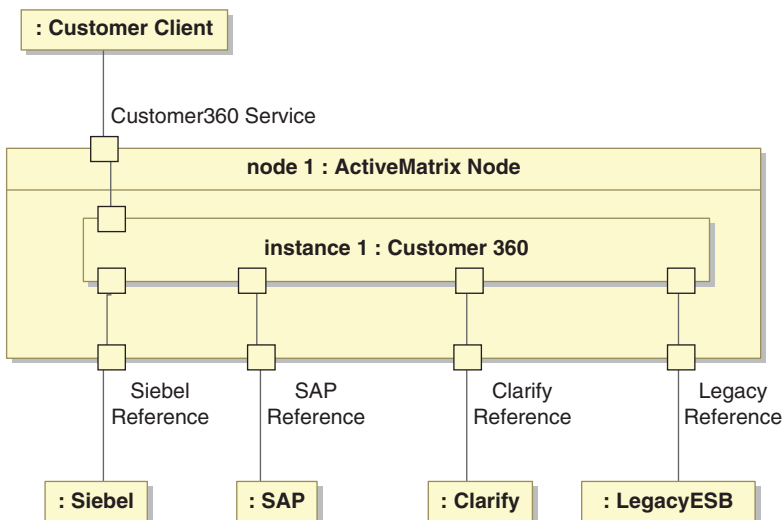 : Customer Client
Customer360 Service
node 1 : ActiveMatrix Node
instance 1 : Customer 360
Siebel
Reference
SAP
Reference
Clarify
Reference
Legacy
Reference
: Siebel
: SAP
: Clarify
: LegacyESB